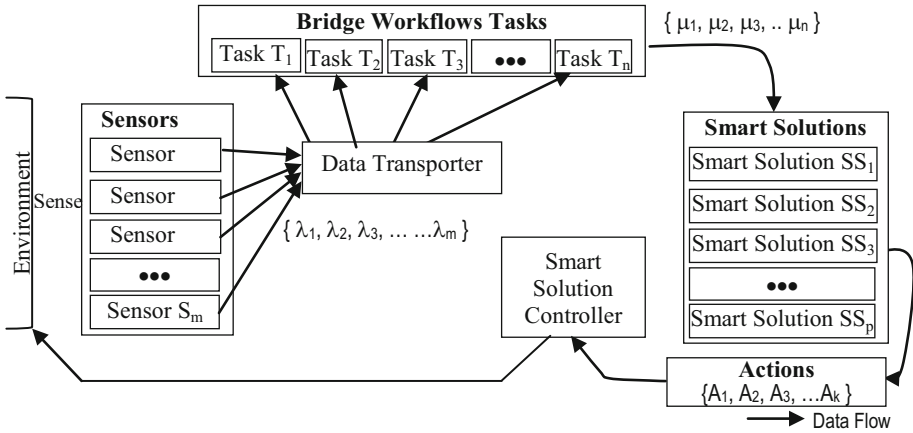 Bridge Workflows Tasks
Task T₁
Task T₂
Task T₃
•••
Task Tₙ
{ μ₁, μ₂, μ₃, .. μₙ }
Environment
Sense
Sensors
Sensor
Sensor
Sensor
•••
Sensor Sₘ
Data Transporter
{ λ₁, λ₂, λ₃, ... ...λₘ }
Smart
Solution
Controller
Smart Solutions
Smart Solution SS₁
Smart Solution SS₂
Smart Solution SS₃
•••
Smart Solution SSₚ
Actions
{A₁, A₂, A₃, ...Aₖ }
Data Flow